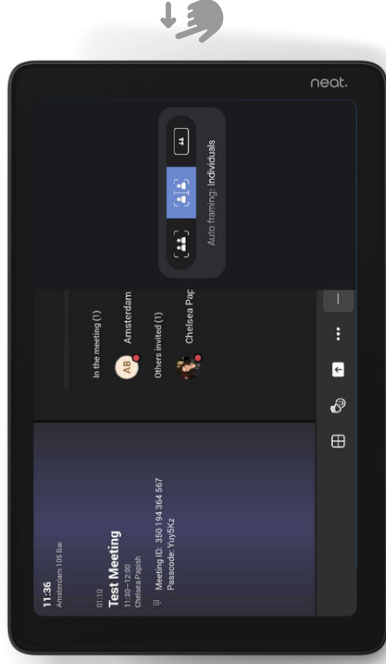 neat.
11:36
Amsterdam 105 Bar
01:10
Test Meeting
11:30–12:00
Chelsea Papish
Meeting ID: 350 194 364 567
Passcode: Yuy5Kz
In the meeting (1)
AB
Amsterdam
Others invited (1)
Chelsea Pap
Auto framing: Individuals